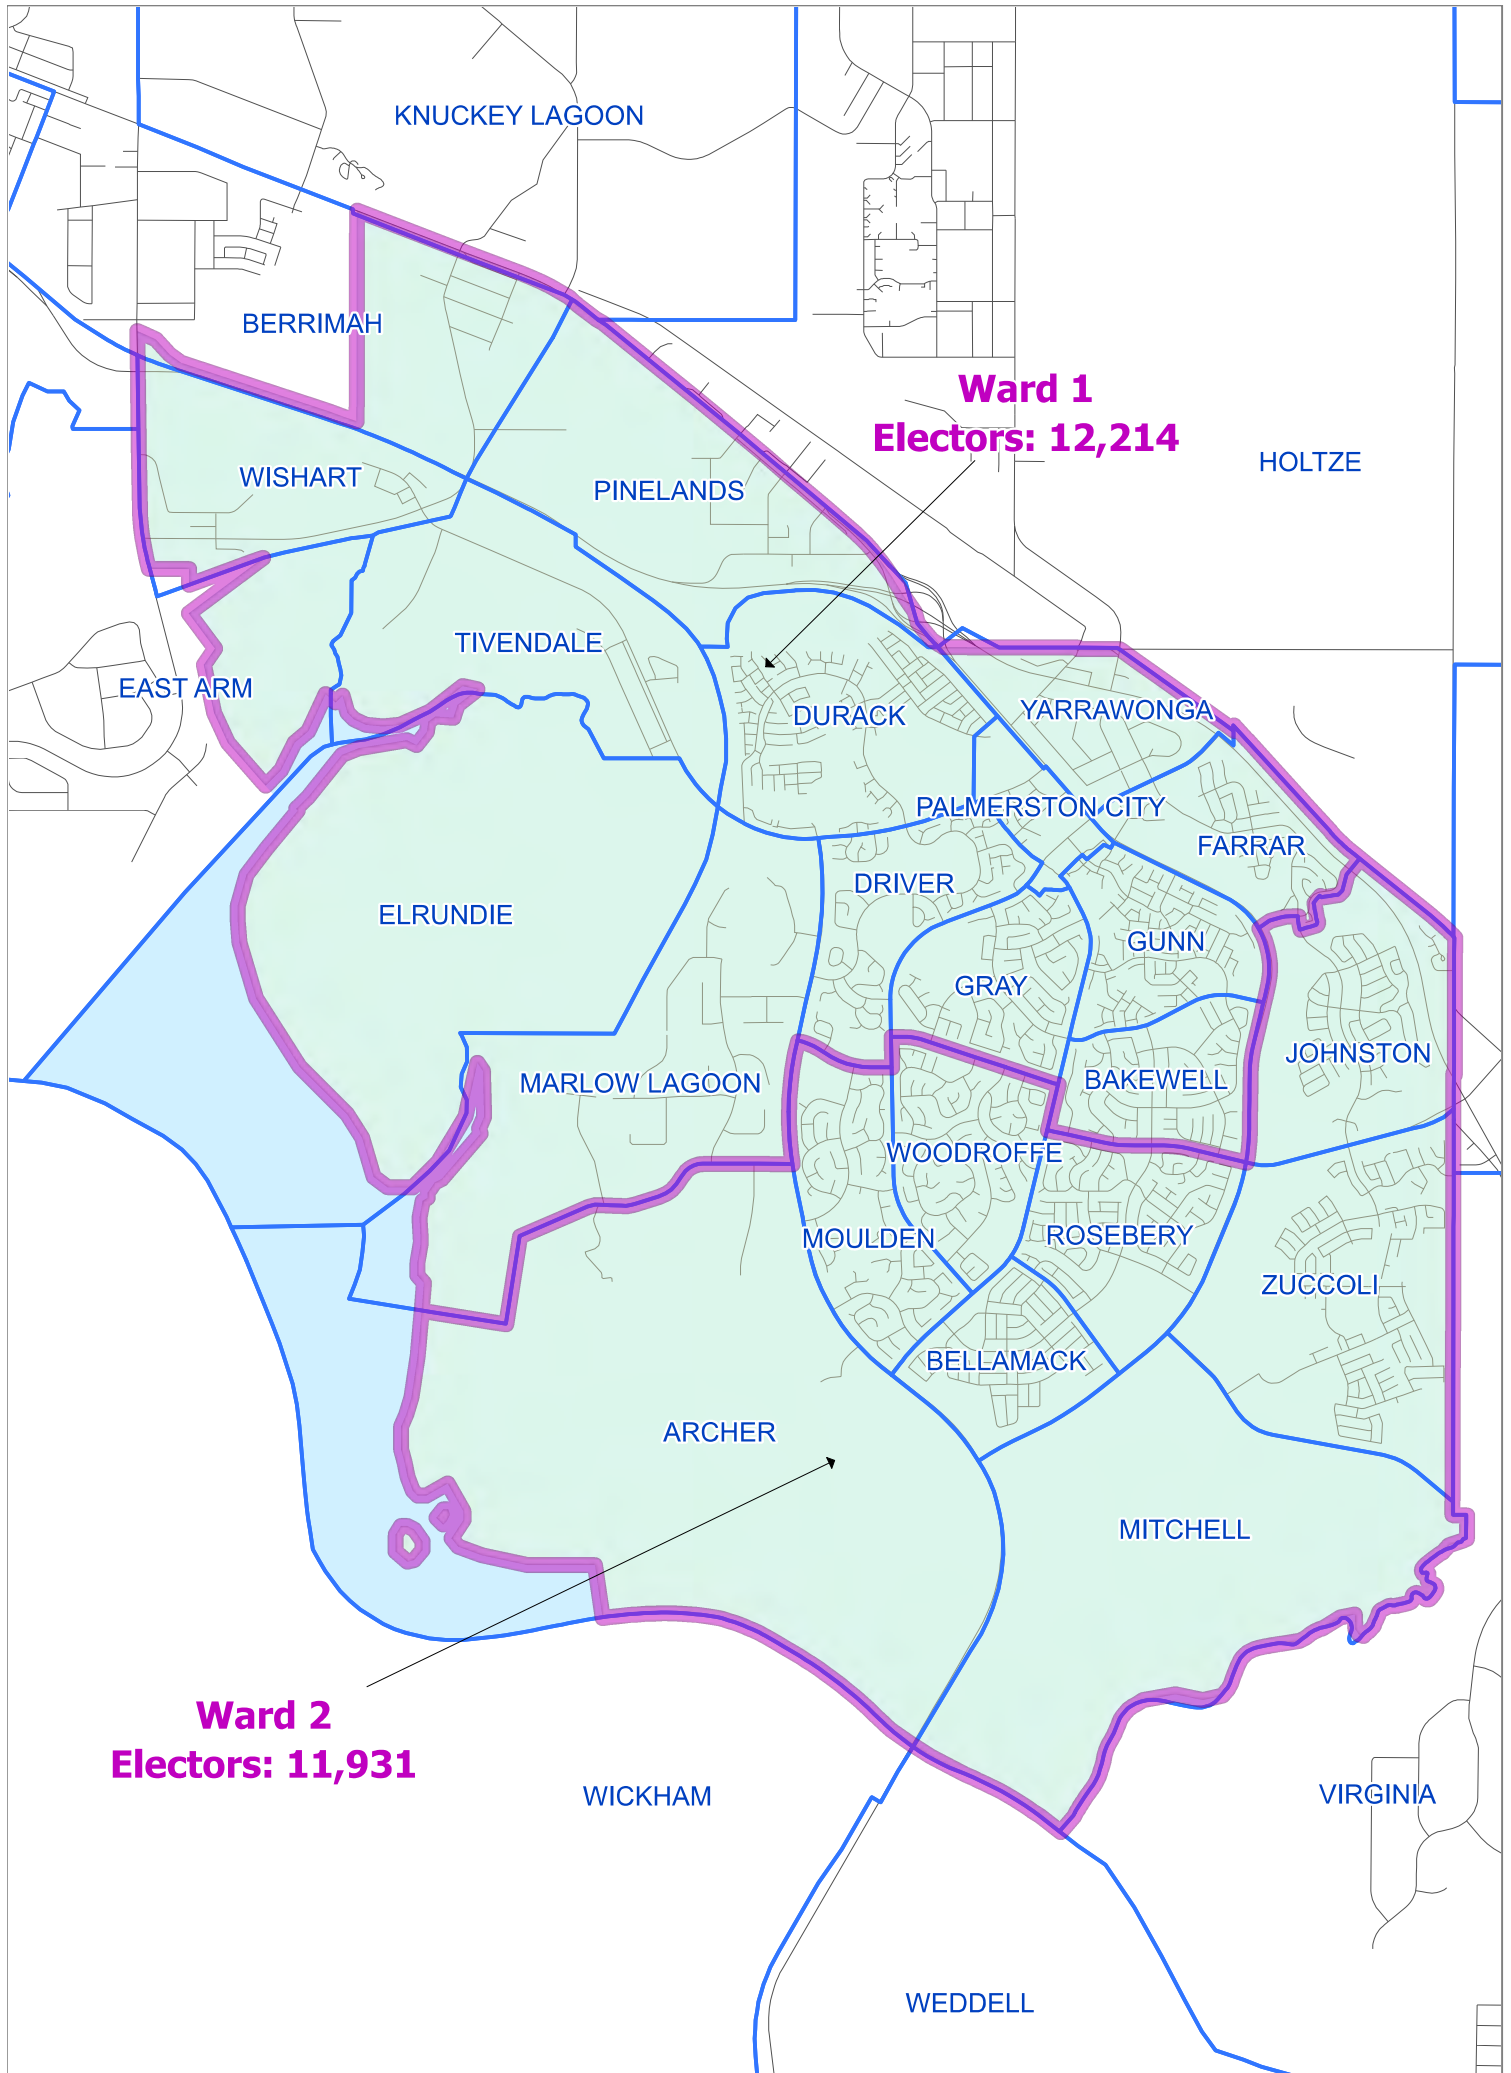 KNUCKEY LAGOON
BERRIMAH
Ward 1
Electors: 12,214
HOLTZE
WISHART
PINELANDS
TIVENDALE
EAST ARM
DURACK
YARRAWONGA
PALMERSTON CITY
FARRAR
DRIVER
ELRUNDIE
GUNN
GRAY
JOHNSTON
MARLOW LAGOON
BAKEWELL
WOODROFFE
MOULDEN
ROSEBERY
ZUCCOLI
BELLAMACK
ARCHER
MITCHELL
Ward 2
Electors: 11,931
WICKHAM
VIRGINIA
WEDDELL